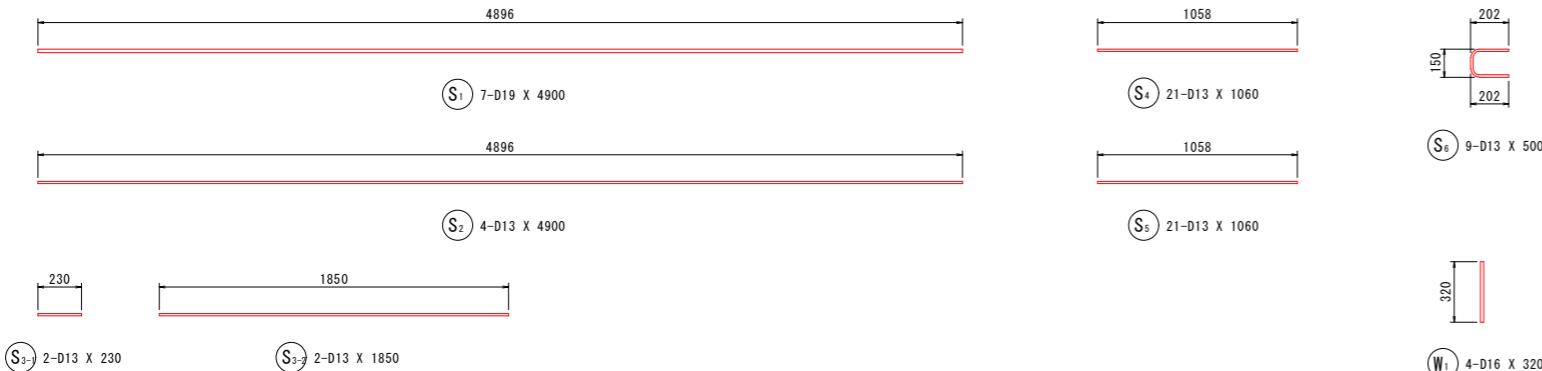 4896
1058
202
150
S1 7-D19 X 4900
S4 21-D13 X 1060
202
S6 9-D13 X 500
4896
1058
S2 4-D13 X 4900
S5 21-D13 X 1060
230
1850
320
S3-1 2-D13 X 230
S3-2 2-D13 X 1850
W1 4-D16 X 320